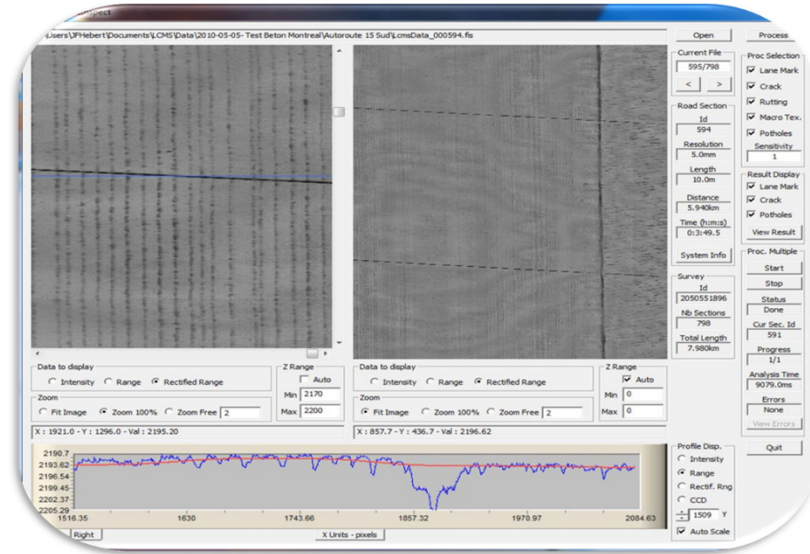 nspect
\Users\JFHebert\Documents\LCMS\Data\2010-05-05- Test Beton Montreal\Autoroute 15 Sud\LcmsData_000594.fis
Open
Process
Current File
595/798
< >
Road Section
Id
594
Resolution
5.0mm
Length
10.0m
Distance
5.940km
Time (h:m:s)
0:3:49.5
System Info
Survey
Id
2050551896
Nb Sections
798
Total Length
7.980km
Proc Selection
Lane Mark
Crack
Rutting
Macro Tex.
Potholes
Sensitivity
1
Result Display
Lane Mark
Crack
Potholes
View Result
Proc. Multiple
Start
Stop
Status
Done
Cur Sec. Id
591
Progress
1/1
Analysis Time
9079.0ms
Errors
None
View Errors
Quit
Data to display
Intensity Range Rectified Range
Zoom
Fit Image Zoom 100% Zoom Free 2
Z Range
Auto
Min 2170
Max 2200
X : 1921.0 - Y : 1296.0 - Val : 2195.20
Data to display
Intensity Range Rectified Range
Zoom
Fit Image Zoom 100% Zoom Free 2
Z Range
Auto
Min 0
Max 0
X : 857.7 - Y : 436.7 - Val : 2196.62
2190.7
2193.62
2196.54
2199.45
2202.37
2205.29
1516.35 1630 1743.66 1857.32 1970.97 2084.63
Right
X Units - pixels
Profile Disp.
Intensity
Range
Rectif. Rng
CCD
1509 Y
Auto Scale